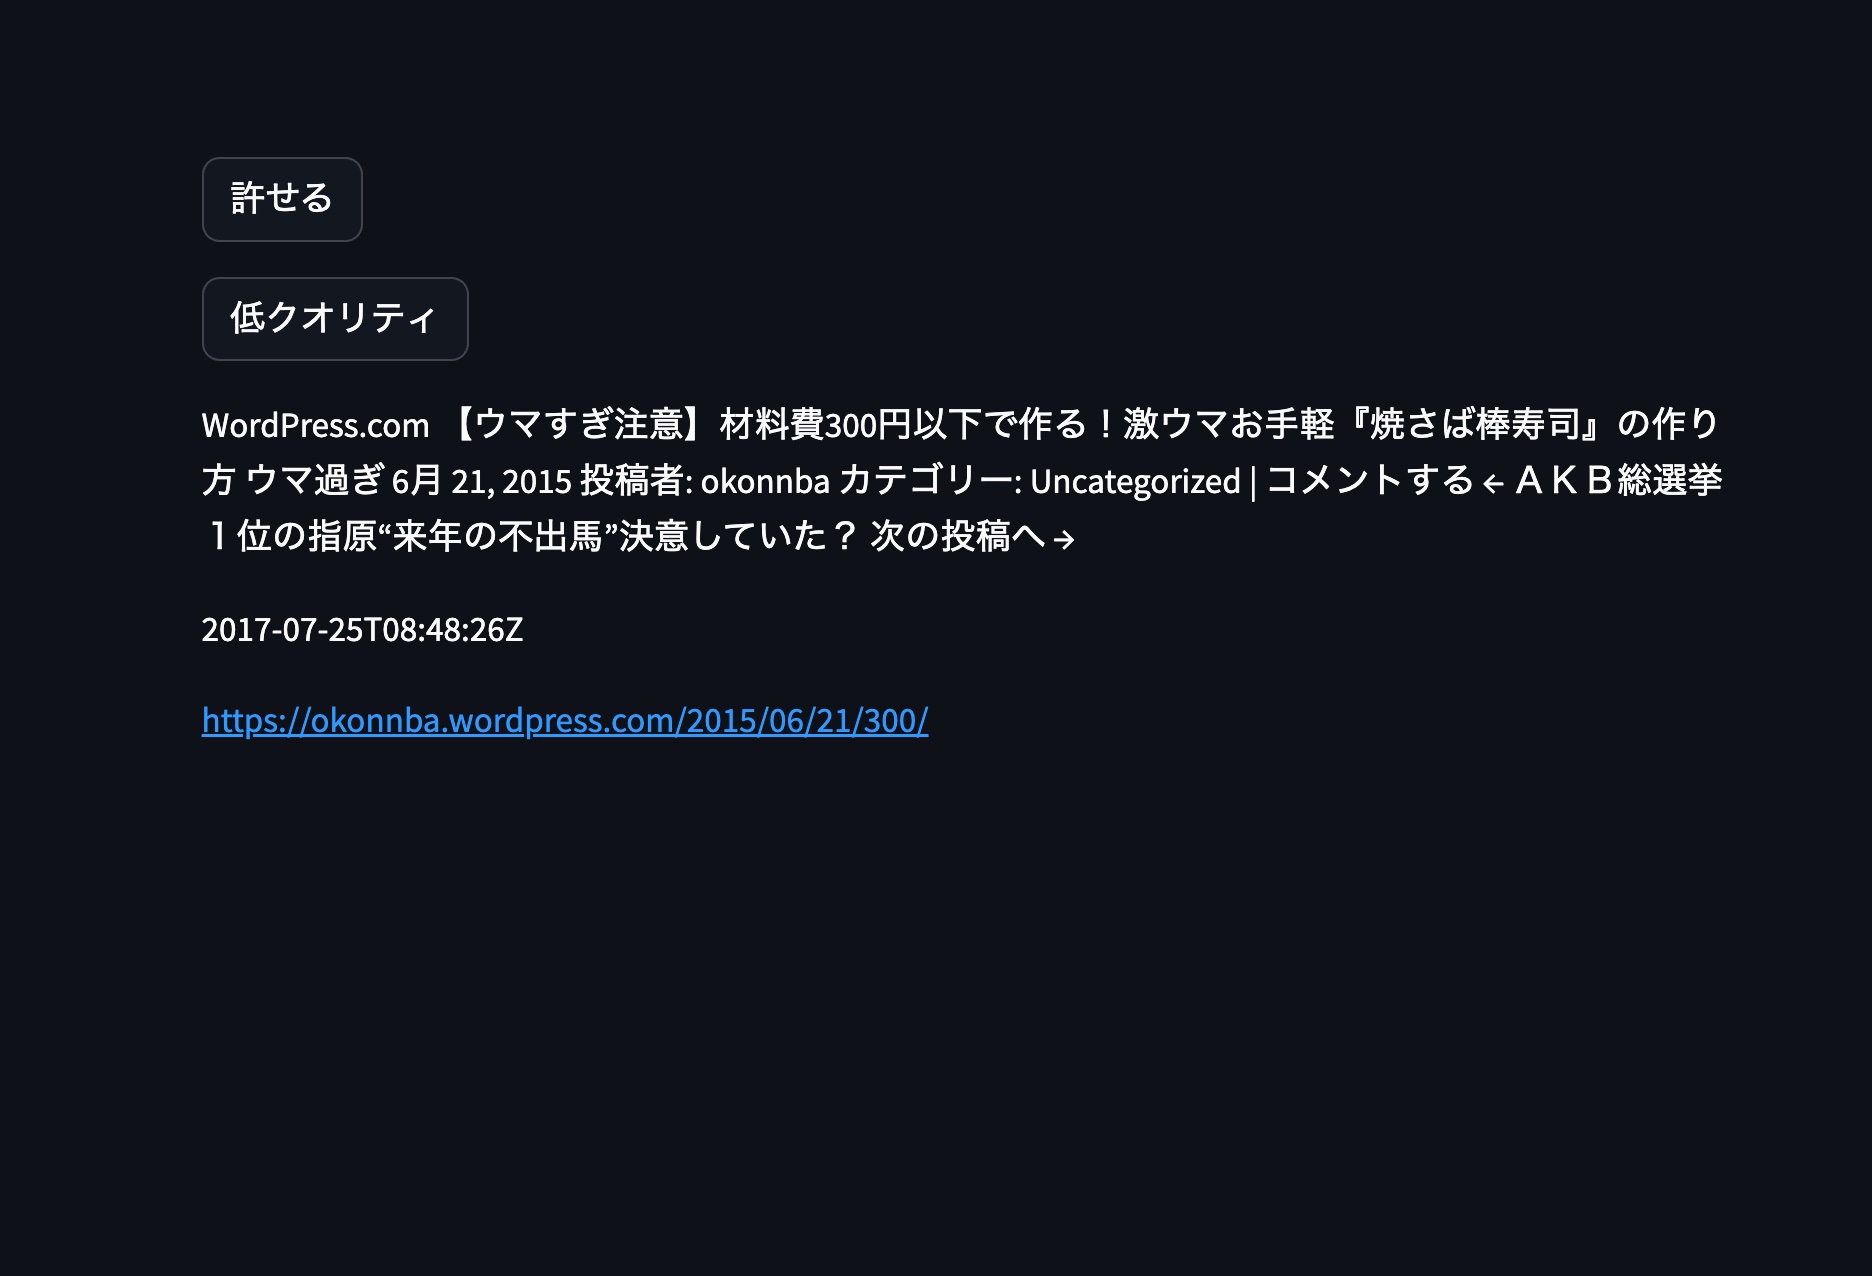 許せる
低クオリティ
WordPress.com 【ウマすぎ注意】材料費300円以下で作る！激ウマお手軽『焼さば棒寿司』の作り
方 ウマ過ぎ 6月 21, 2015 投稿者: okonnba カテゴリー: Uncategorized | コメントする ← ＡＫＢ総選挙
１位の指原“来年の不出馬”決意していた？ 次の投稿へ →
2017-07-25T08:48:26Z
https://okonnba.wordpress.com/2015/06/21/300/